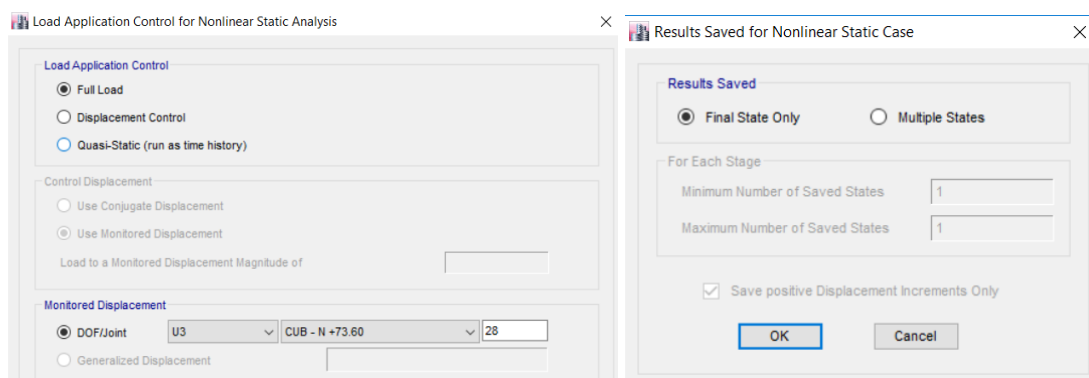 Load Application Control for Nonlinear Static Analysis
Load Application Control
Full Load
Displacement Control
Quasi-Static (run as time history)
Control Displacement
Use Conjugate Displacement
Use Monitored Displacement
Load to a Monitored Displacement Magnitude of
Monitored Displacement
DOF/Joint U3 CUB - N +73.60 28
Generalized Displacement
Results Saved for Nonlinear Static Case
Results Saved
Final State Only Multiple States
For Each Stage
Minimum Number of Saved States 1
Maximum Number of Saved States 1
Save positive Displacement Increments Only
OK Cancel